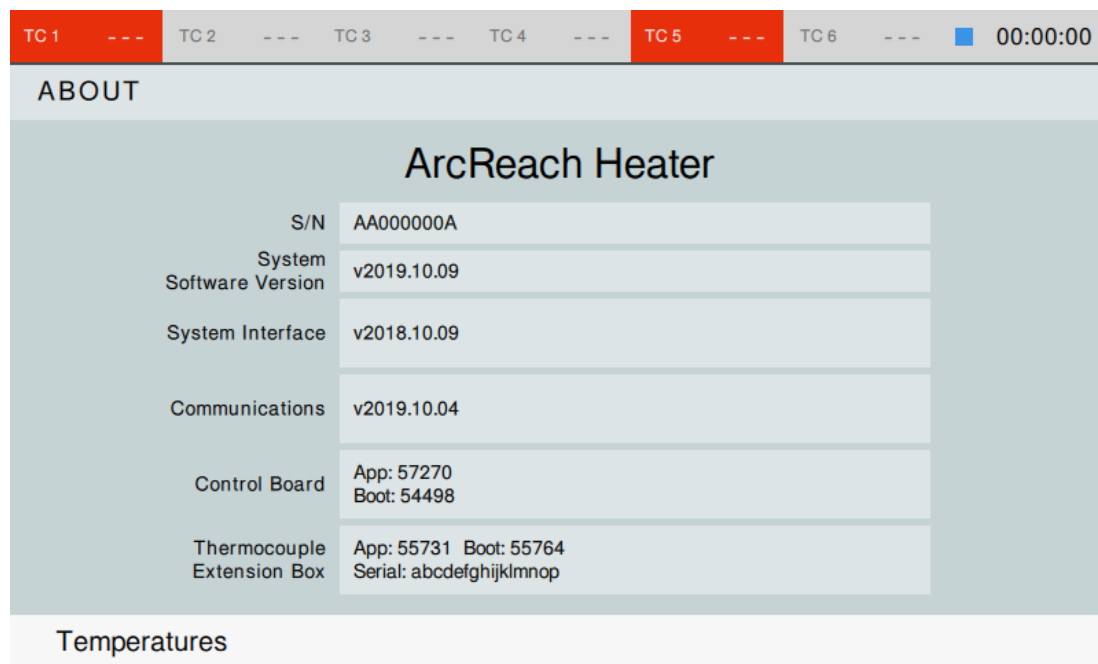 TC 1 --- TC 2 --- TC 3 --- TC 4 --- TC 5 --- TC 6 --- 00:00:00
ABOUT
ArcReach Heater
S/N AA000000A
System
Software Version v2019.10.09
System Interface v2018.10.09
Communications v2019.10.04
Control Board App: 57270
Boot: 54498
Thermocouple App: 55731 Boot: 55764
Extension Box Serial: abcdefghijklmnop
Temperatures